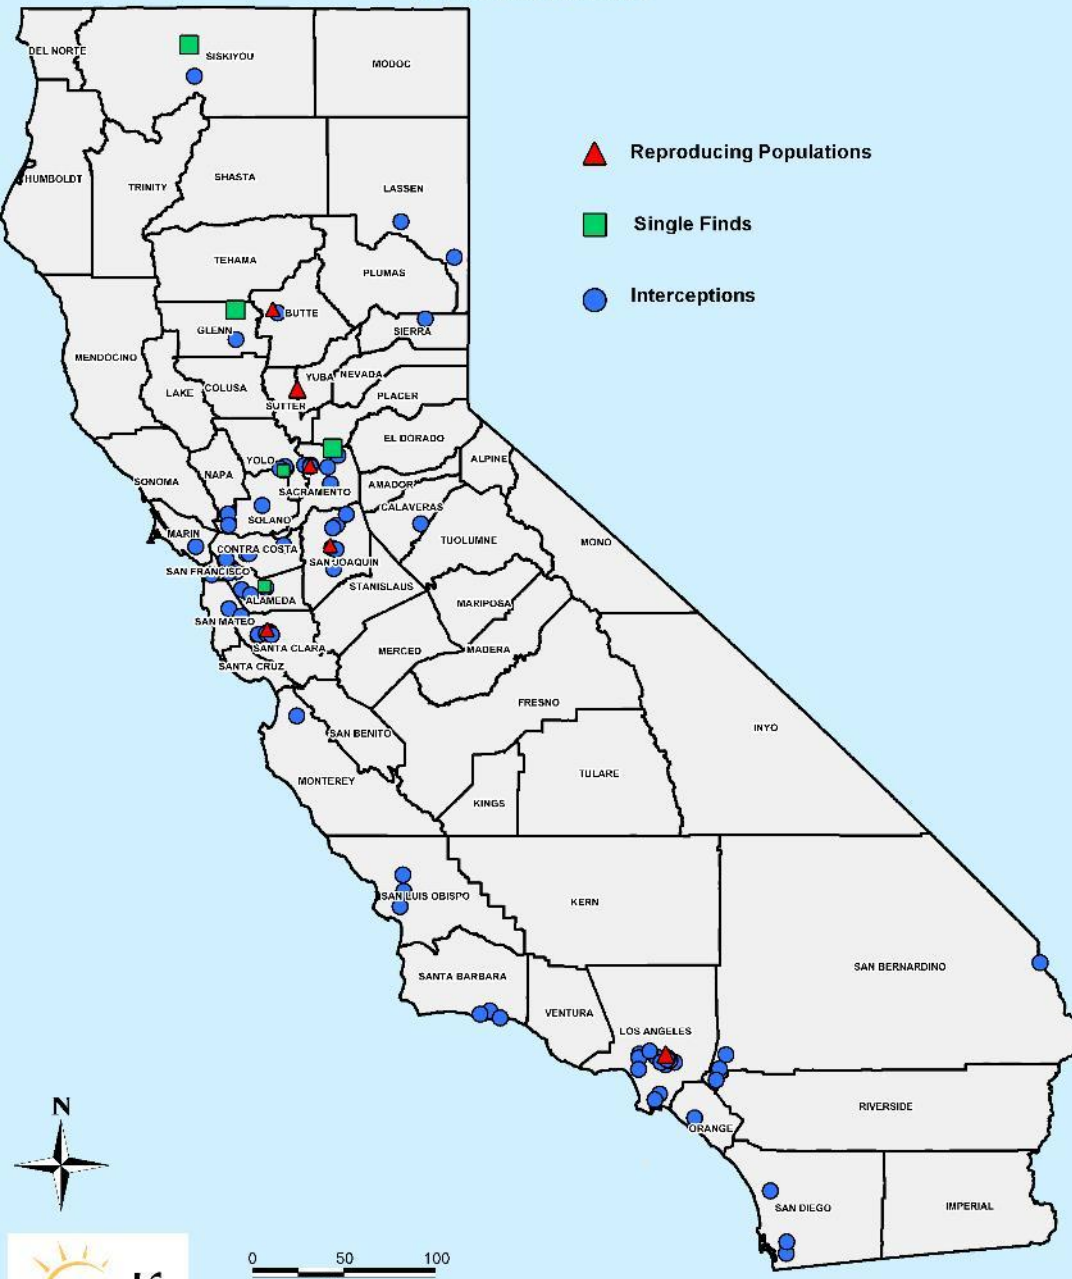 DEL NORTE
SISKIYOU
MODOC
Reproducing Populations
HUMBOLDT
TRINITY
SHASTA
LASSEN
Single Finds
TEHAMA
PLUMAS
Interceptions
GLENN
BUTTE
SIERRA
MENDOCINO
LAKE
COLUSA
YUBA
NEVADA
SUTTER
PLACER
EL DORADO
YOLO
NAPA
SONOMA
SACRAMENTO
AMADOR
ALPINE
CALAVERAS
SOLANO
MARIN
TUOLUMNE
MONO
CONTRA COSTA
SAN JOAQUIN
SAN FRANCISCO
STANISLAUS
ALAMEDA
MARIPOSA
SAN MATEO
SANTA CLARA
MERCED
MADERA
SANTA CRUZ
FRESNO
SAN BENITO
INYO
MONTEREY
TULARE
KINGS
SAN LUIS OBISPO
KERN
SAN BERNARDINO
SANTA BARBARA
VENTURA
LOS ANGELES
RIVERSIDE
ORANGE
N
SAN DIEGO
IMPERIAL
0 50 100